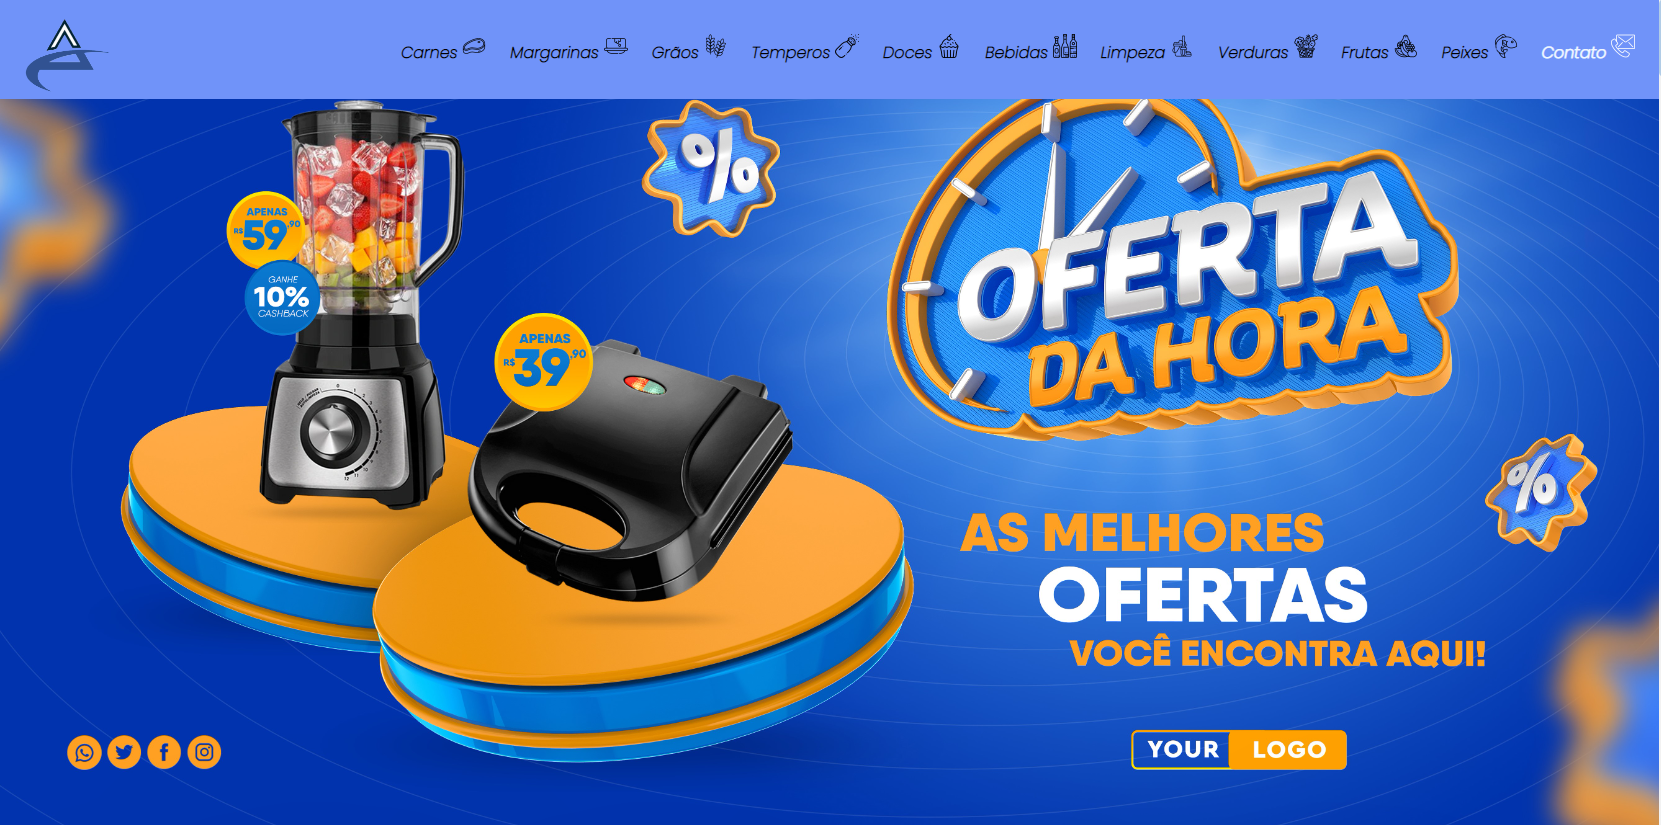 Carnes Margarinas Grãos Temperos Doces Bebidas Limpeza Verduras Frutas Peixes Contato
%
OFERTA
DA HORA
APENAS
R$59,90
GANHE
10%
CASHBACK
APENAS
R$39,90
%
AS MELHORES
OFERTAS
VOCÊ ENCONTRA AQUI!
YOUR LOGO